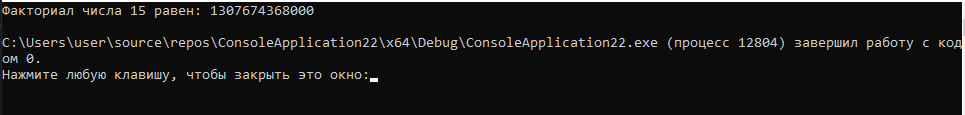 Факториал числа 15 равен: 1307674368000
C:\Users\user\source\repos\ConsoleApplication22\x64\Debug\ConsoleApplication22.exe (процесс 12804) завершил работу с код
ом 0.
Нажмите любую клавишу, чтобы закрыть это окно: